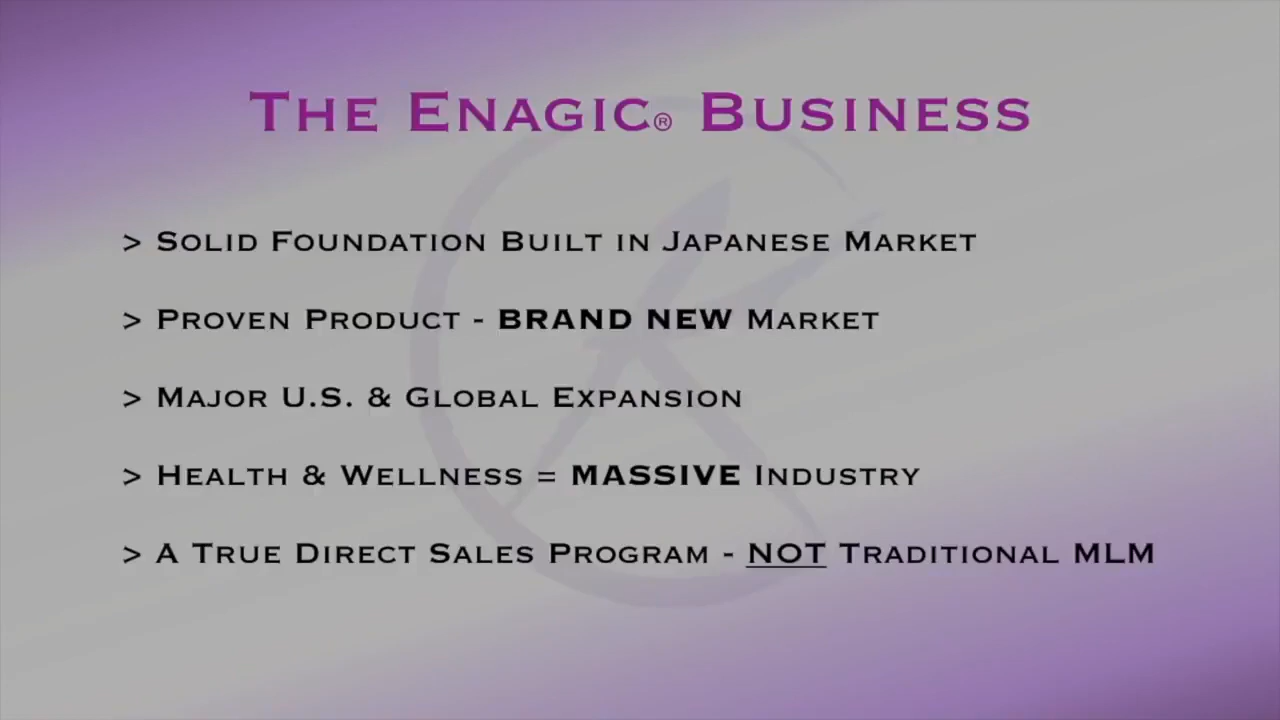 The Enagic® Business
> Solid Foundation Built in Japanese Market
> Proven Product - BRAND NEW Market
> Major U.S. & Global Expansion
> Health & Wellness = MASSIVE Industry
> A True Direct Sales Program - NOT Traditional MLM